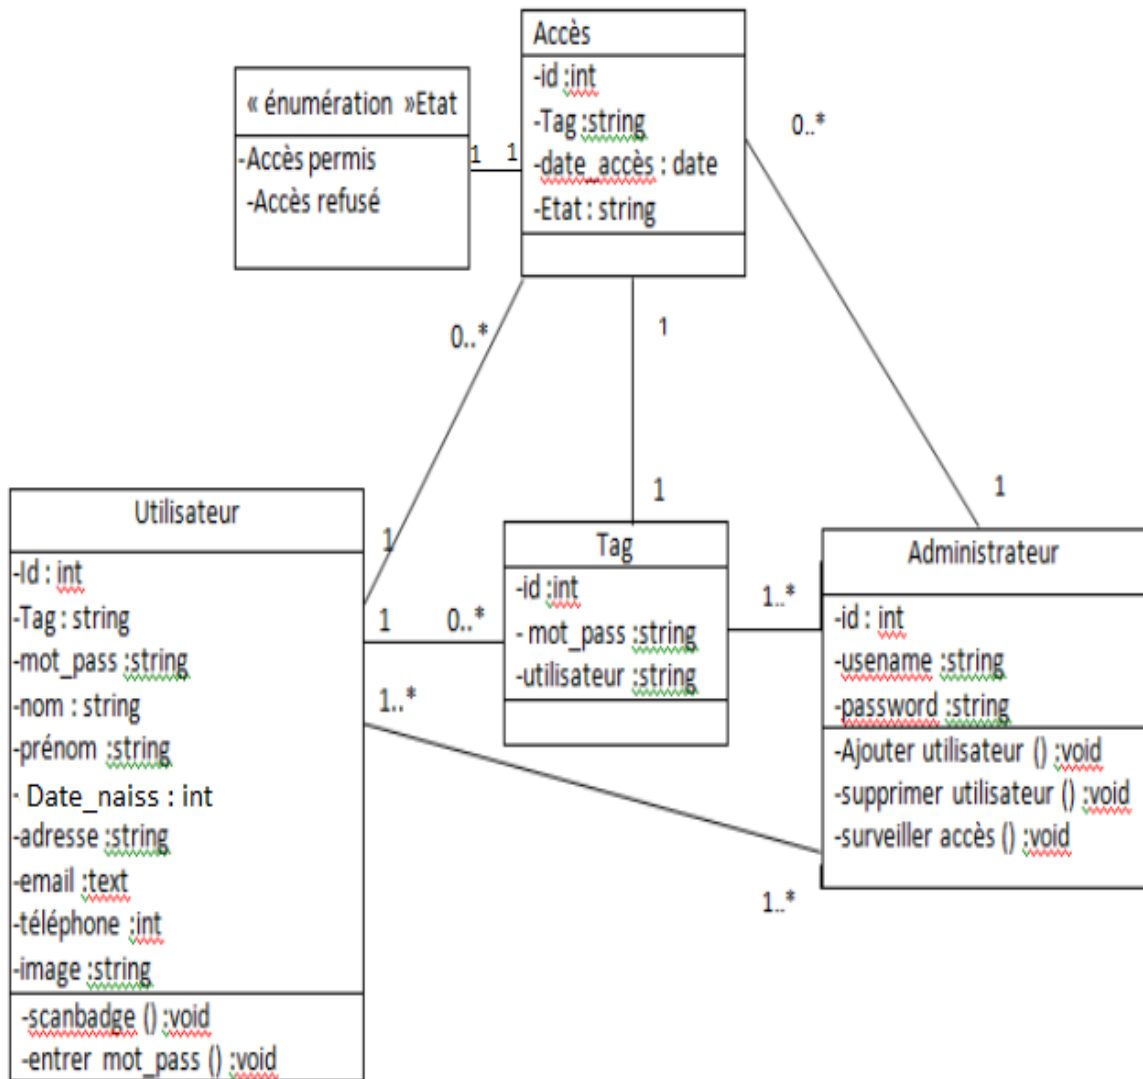 Accès
-id :int
-Tag :string
-date_accès : date
-Etat : string
« énumération »Etat
-Accès permis
-Accès refusé
1
1
0..*
0..*
1
1
1
1
Utilisateur
-Id : int
-Tag : string
-mot_pass :string
-nom : string
-prénom :string
- Date_naiss : int
-adresse :string
-email :text
-téléphone :int
-image :string
-scanbadge () :void
-entrer mot_pass () :void
1
0..*
1..*
Tag
-id :int
- mot_pass :string
-utilisateur :string
1..*
1..*
Administrateur
-id : int
-usename :string
-password :string
-Ajouter utilisateur () :void
-supprimer utilisateur () :void
-surveiller accès () :void